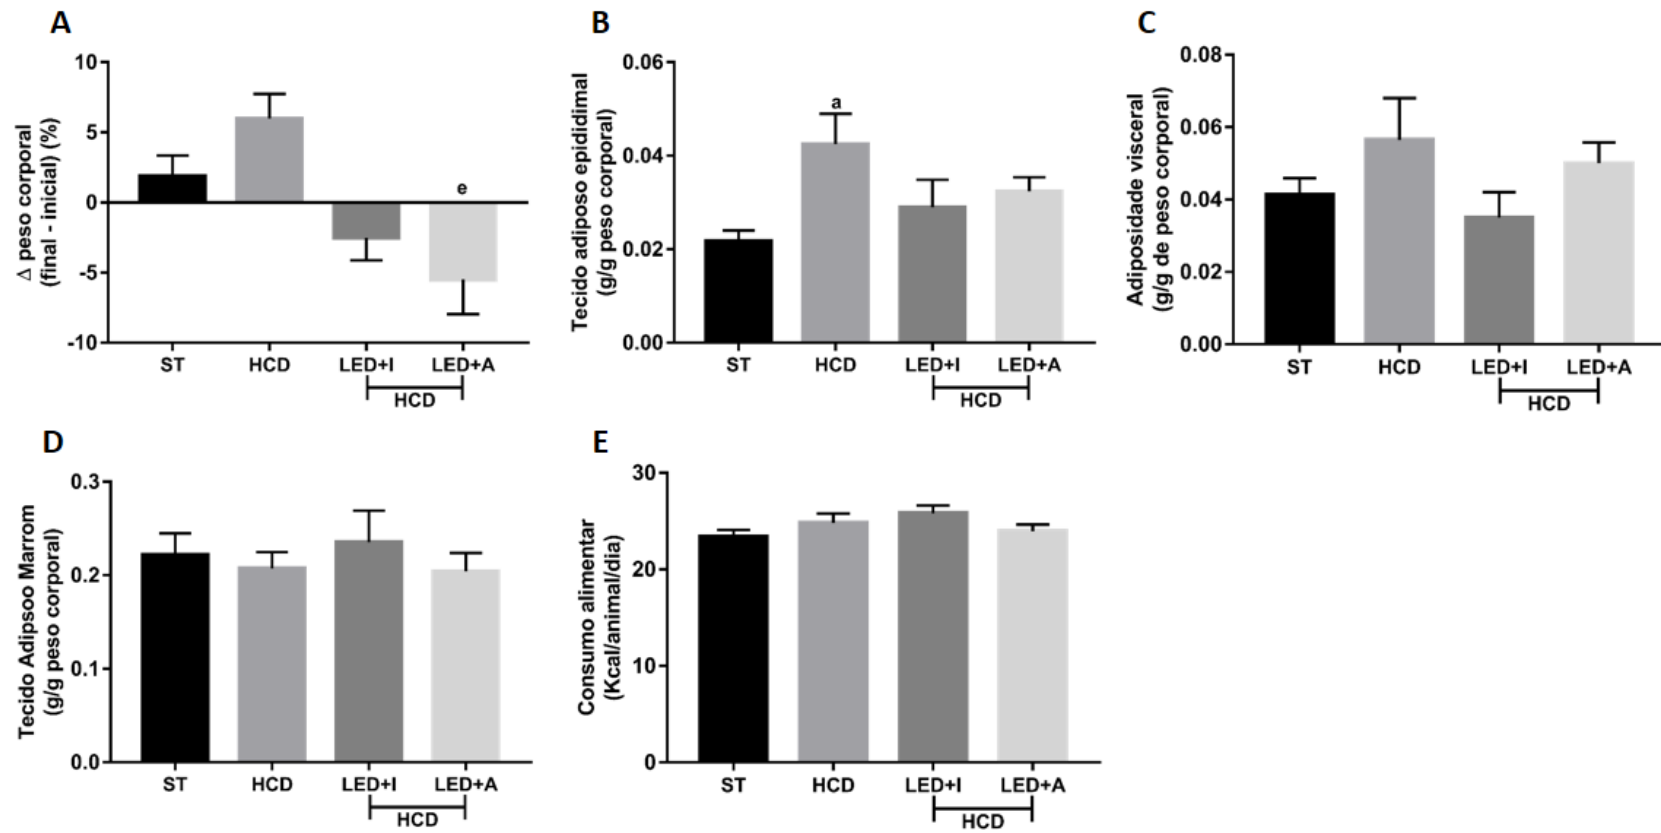 A
Δ peso corporal
(final - inicial) (%)
10
5
0
-5
-10
e
ST HCD LED+I LED+A
HCD
B
Tecido adiposo epididimal
(g/g peso corporal)
0.06
0.04
0.02
0.00
a
ST HCD LED+I LED+A
HCD
C
Adiposidade visceral
(g/g de peso corporal)
0.08
0.06
0.04
0.02
0.00
ST HCD LED+I LED+A
HCD
D
Tecido Adipsoo Marrom
(g/g peso corporal)
0.3
0.2
0.1
0.0
ST HCD LED+I LED+A
HCD
E
Consumo alimentar
(Kcal/animal/dia)
30
20
10
0
ST HCD LED+I LED+A
HCD